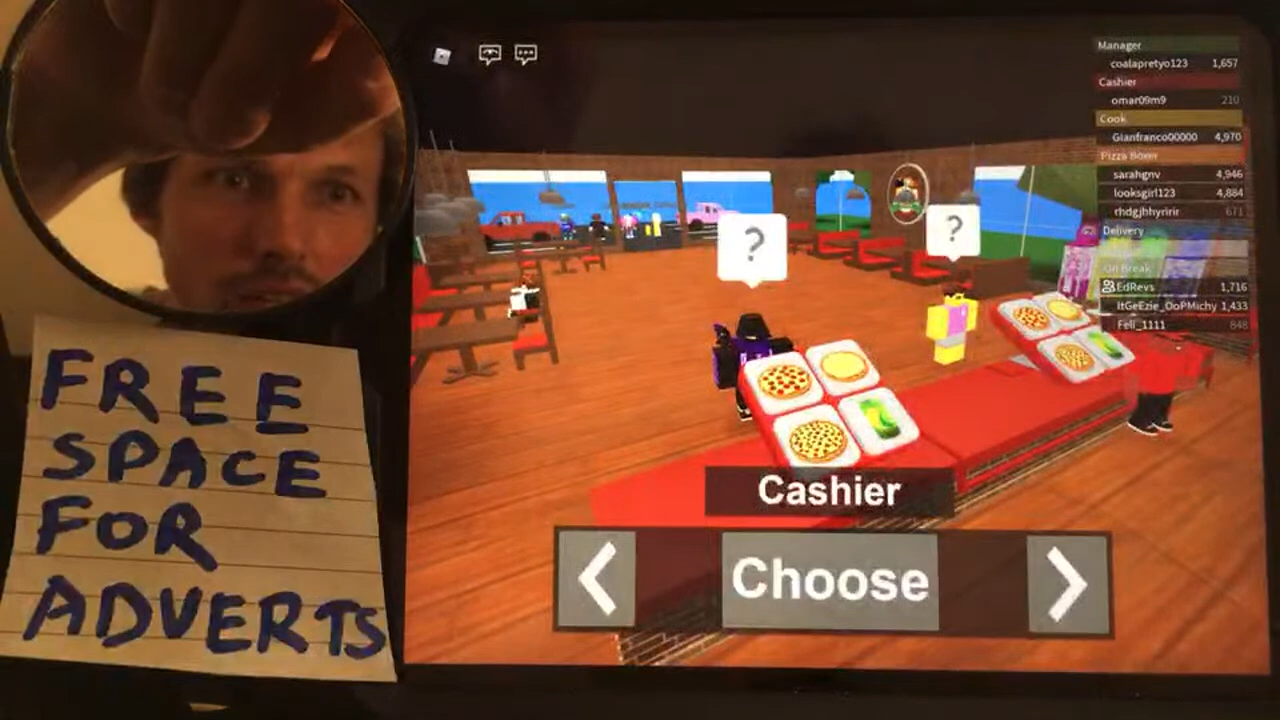 FREE
SPACE
FOR
ADVERTS
Manager
coalapretyo123 1,657
Cashier
omar09m9 210
Cook
Gianfranco00000 4,970
Pizza Boxer
sarahgnv 4,946
looksgirl123 4,884
thdgjhhyririr 671
Delivery
On Break
EdRevs 1,716
ItGeEzie_OoPMichy 1,433
Feli_1111 848
?
?
Cashier
Choose